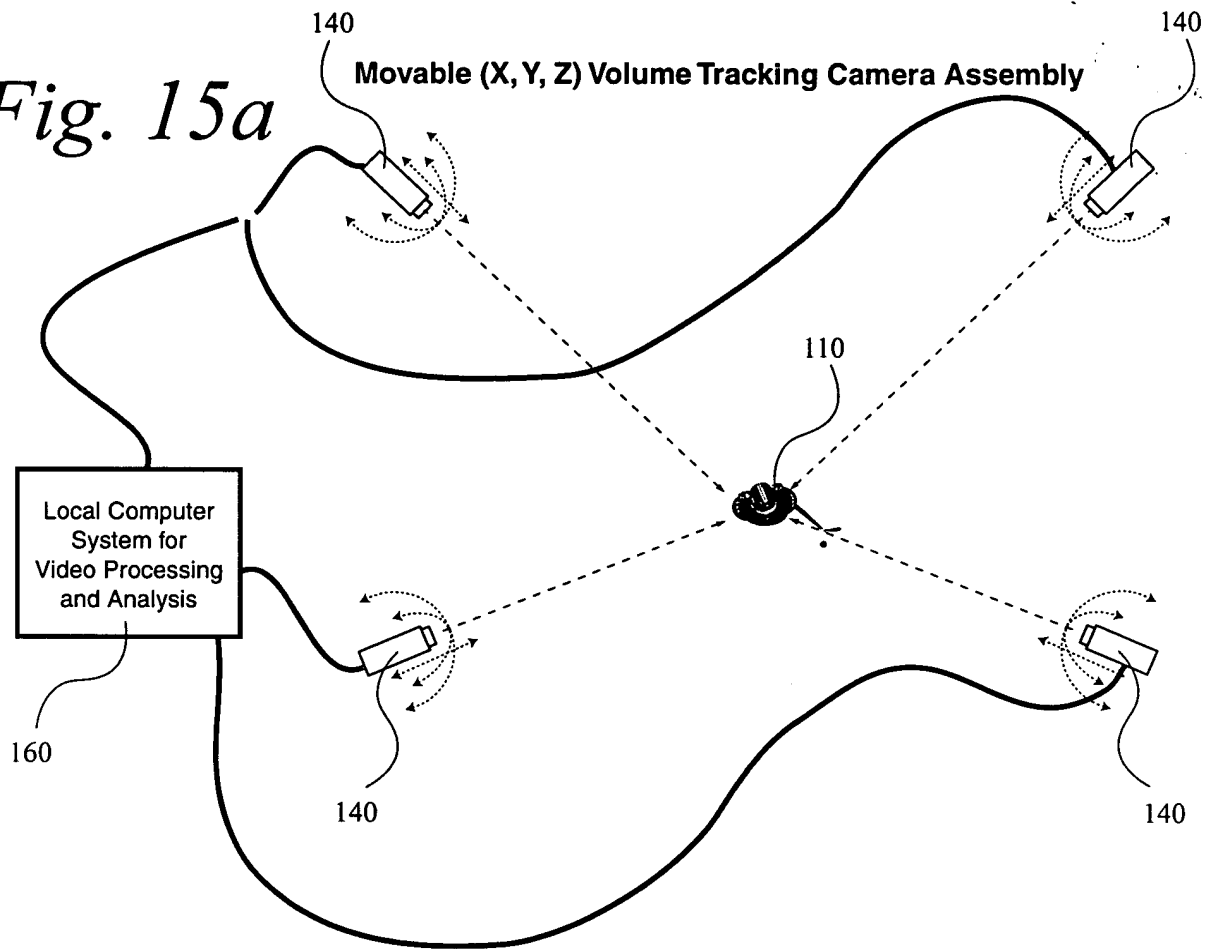 140
140
Movable (X, Y, Z) Volume Tracking Camera Assembly
Fig. 15a
110
Local Computer
System for
Video Processing
and Analysis
160
140
140